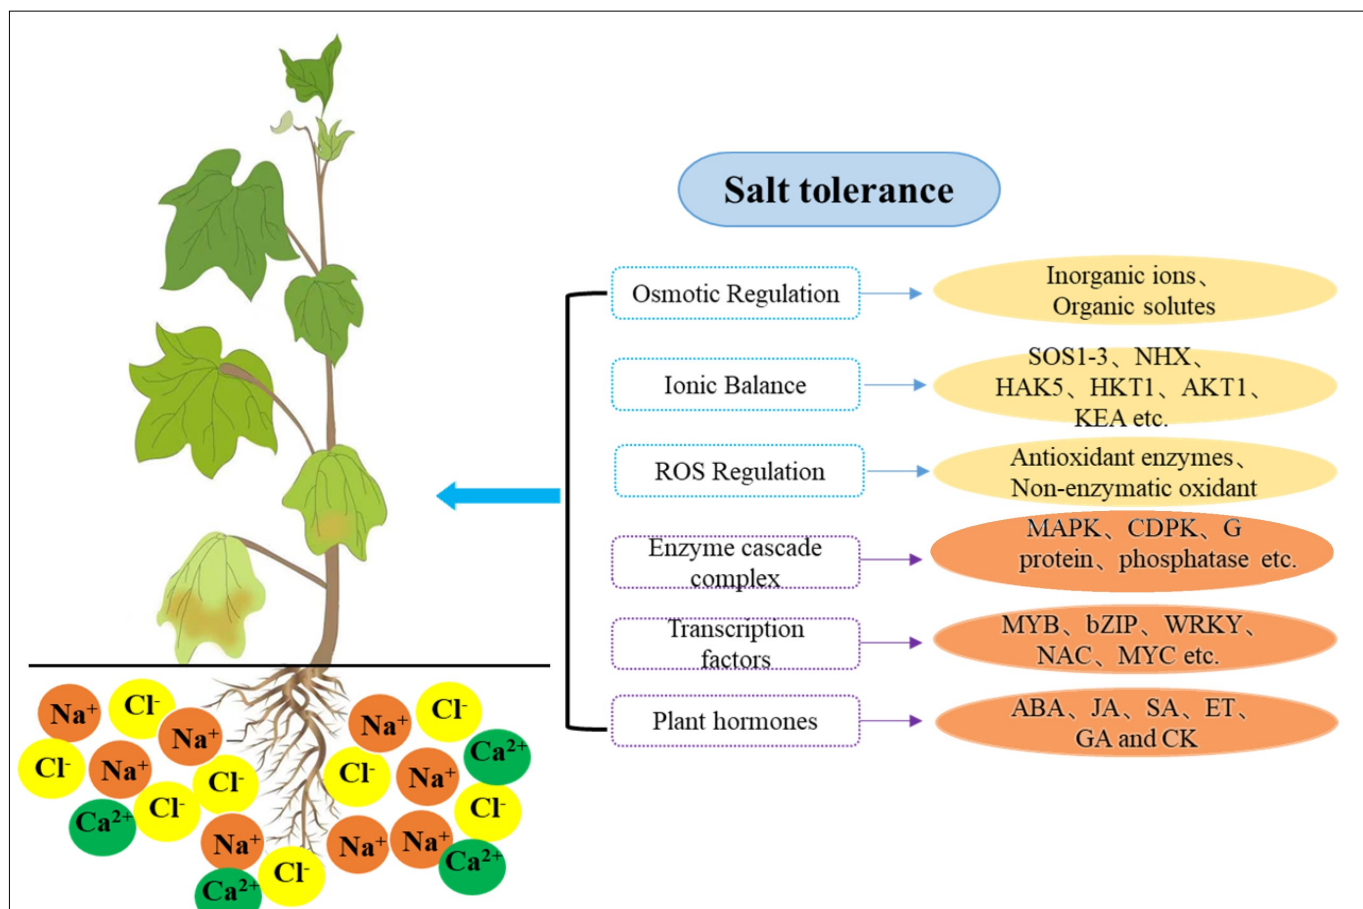 Salt tolerance
Osmotic Regulation
Inorganic ions、
Organic solutes
Ionic Balance
SOS1-3、NHX、
HAK5、HKT1、AKT1、
KEA etc.
ROS Regulation
Antioxidant enzymes、
Non-enzymatic oxidant
Enzyme cascade
complex
MAPK、CDPK、G
protein、phosphatase etc.
Transcription
factors
MYB、bZIP、WRKY、
NAC、MYC etc.
Plant hormones
ABA、JA、SA、ET、
GA and CK
Na⁺
Cl⁻
Na⁺
Na⁺
Cl⁻
Cl⁻
Na⁺
Cl⁻
Cl⁻
Na⁺
Ca²⁺
Ca²⁺
Cl⁻
Cl⁻
Na⁺
Na⁺
Na⁺
Ca²⁺
Ca²⁺
Cl⁻